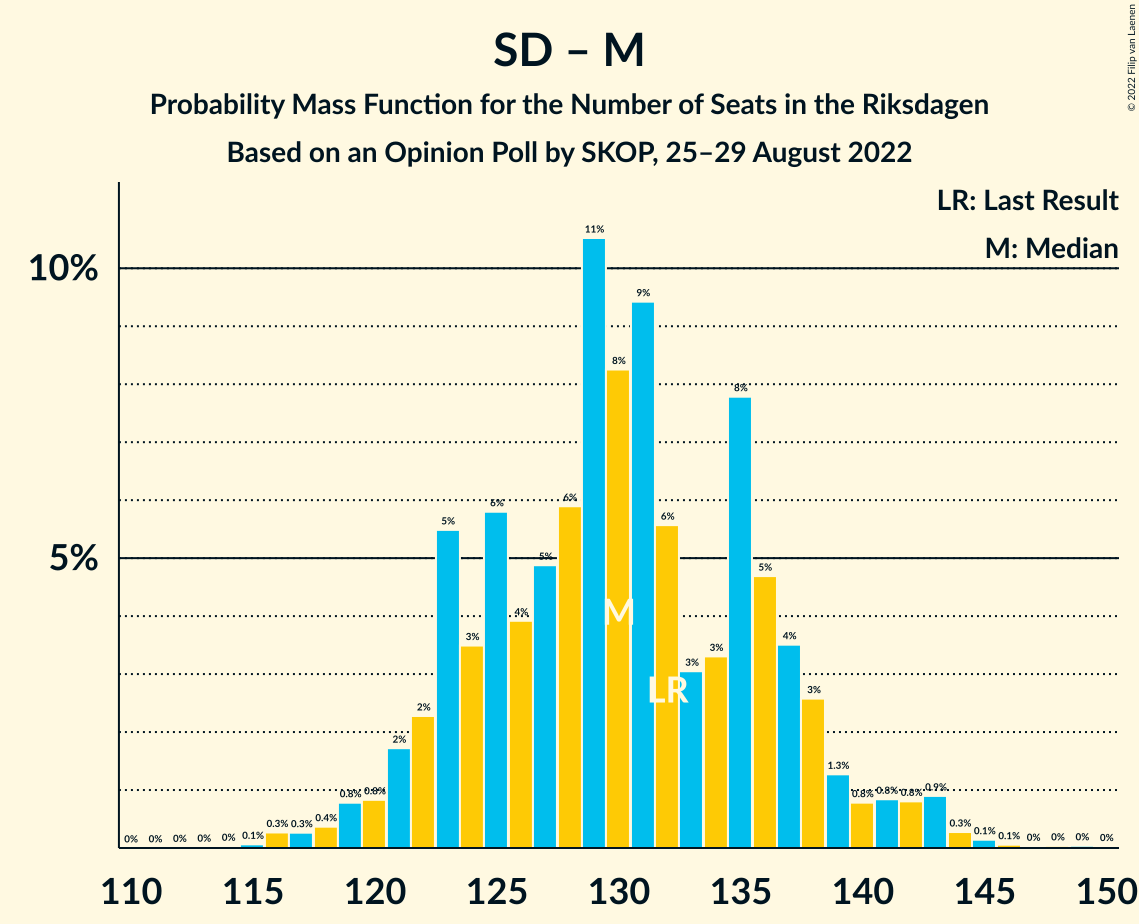 SD – M
Probability Mass Function for the Number of Seats in the Riksdagen
Based on an Opinion Poll by SKOP, 25–29 August 2022
© 2022 Filip van Laenen
LR: Last Result
M: Median
10%
5%
0% 0% 0% 0% 0% 0.1% 0.3% 0.3% 0.4% 0.8% 0.8% 2% 2% 5% 3% 6% 4% 5% 6% 11% 8% 9% 6% 3% 3% 8% 5% 4% 3% 1.3% 0.8% 0.8% 0.8% 0.9% 0.3% 0.1% 0.1% 0% 0% 0% 0%
M
LR
110 115 120 125 130 135 140 145 150